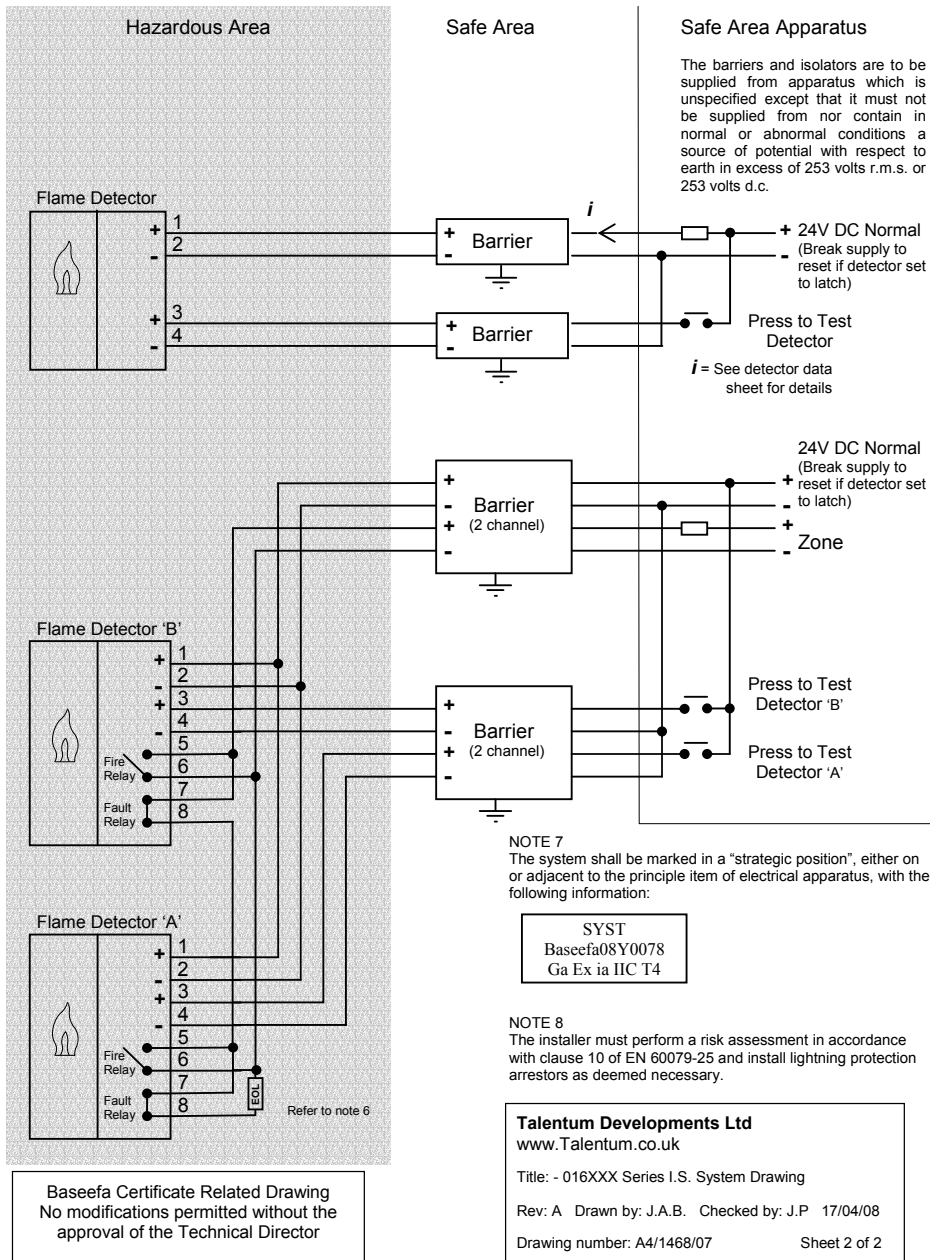 Hazardous Area
Safe Area
Safe Area Apparatus
The barriers and isolators are to be
supplied from apparatus which is
unspecified except that it must not
be supplied from nor contain in
normal or abnormal conditions a
source of potential with respect to
earth in excess of 253 volts r.m.s. or
253 volts d.c.
Flame Detector
+ 1
- 2
+ 3
- 4
+ Barrier
-
i
+ 24V DC Normal
- (Break supply to
reset if detector set
to latch)
+ Barrier
-
Press to Test
Detector
i = See detector data
sheet for details
+
-
+
-
Barrier
(2 channel)
24V DC Normal
(Break supply to
+ reset if detector set
- to latch)
+
- Zone
Flame Detector 'B'
+ 1
- 2
+ 3
- 4
5
Fire 6
Relay
7
Fault 8
Relay
+
-
+
-
Barrier
(2 channel)
Press to Test
Detector 'B'
Press to Test
Detector 'A'
Flame Detector 'A'
+ 1
- 2
+ 3
- 4
5
Fire 6
Relay
7
Fault 8
Relay
EOL
Refer to note 6
NOTE 7
The system shall be marked in a “strategic position”, either on
or adjacent to the principle item of electrical apparatus, with the
following information:
SYST
Baseefa08Y0078
Ga Ex ia IIC T4
NOTE 8
The installer must perform a risk assessment in accordance
with clause 10 of EN 60079-25 and install lightning protection
arrestors as deemed necessary.
Baseefa Certificate Related Drawing
No modifications permitted without the
approval of the Technical Director
Talentum Developments Ltd
www.Talentum.co.uk
Title: - 016XXX Series I.S. System Drawing
Rev: A Drawn by: J.A.B. Checked by: J.P 17/04/08
Drawing number: A4/1468/07 Sheet 2 of 2